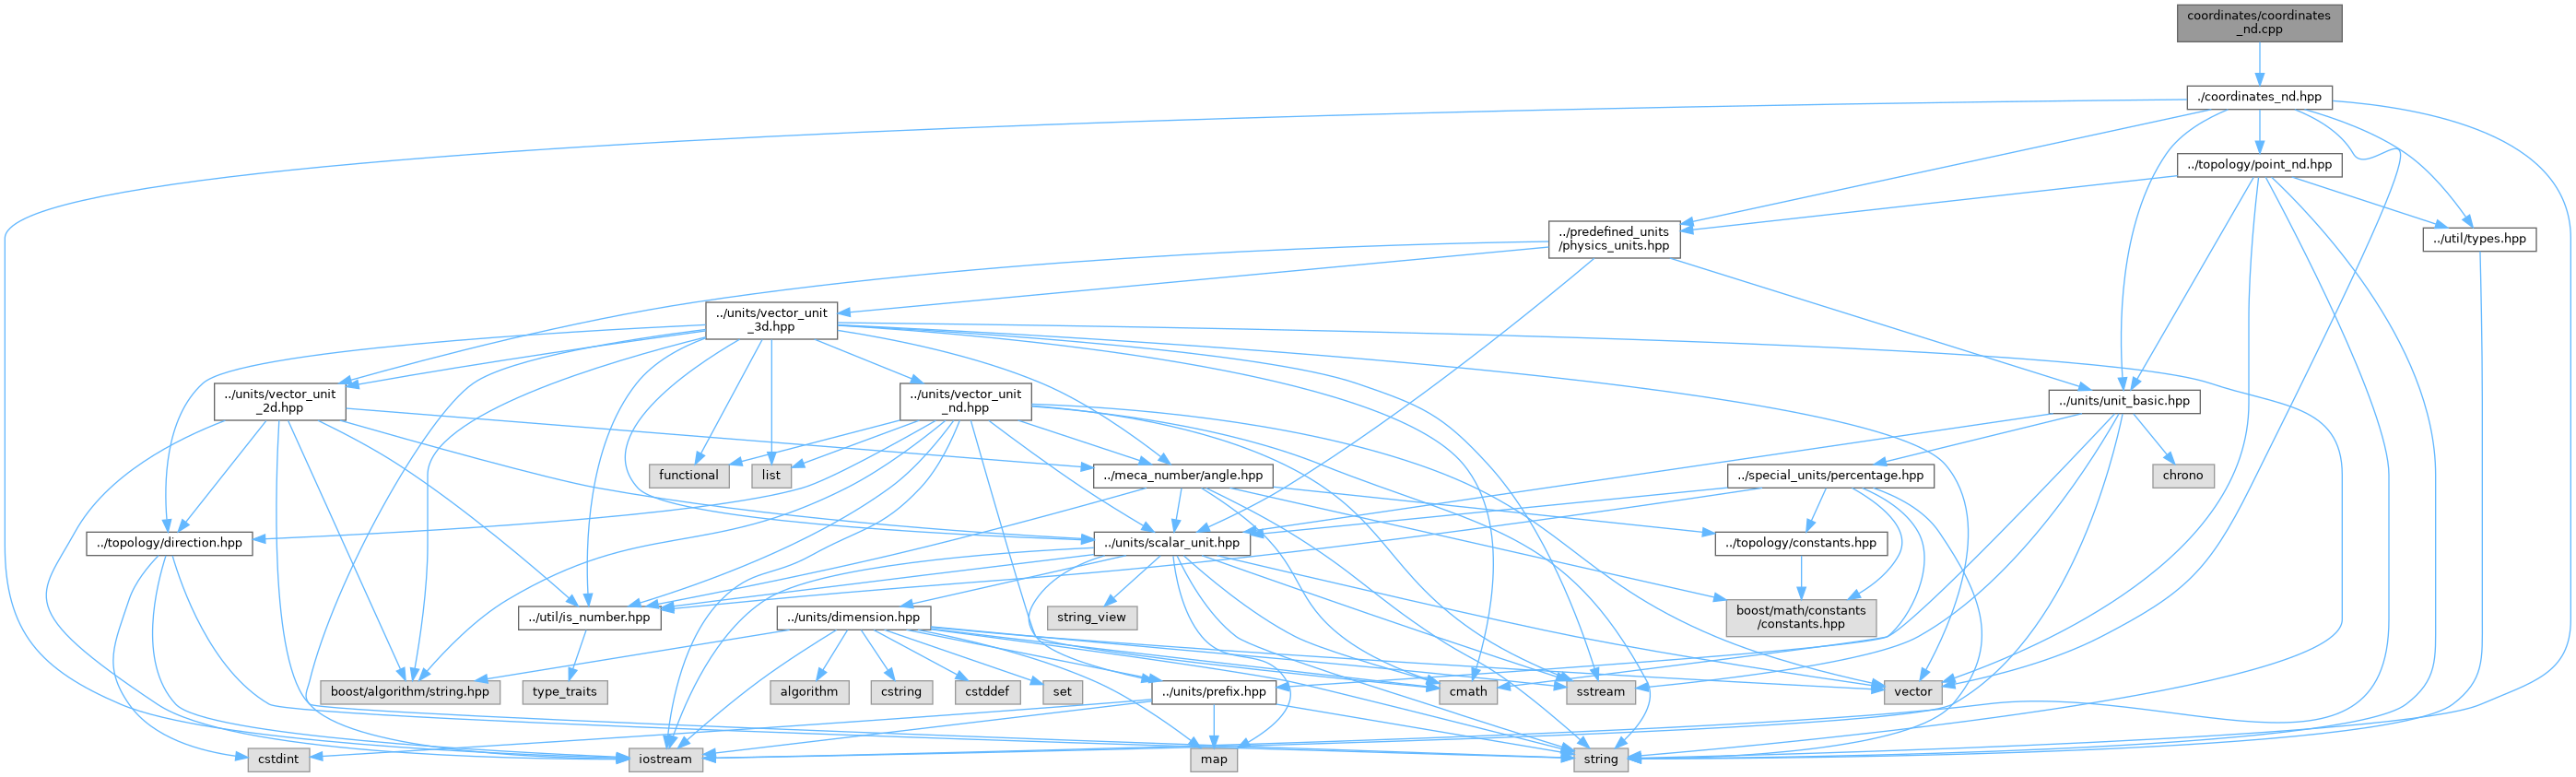 coordinates/coordinates
_nd.cpp
./coordinates_nd.hpp
../topology/point_nd.hpp
../predefined_units
/physics_units.hpp
../util/types.hpp
../units/vector_unit
_3d.hpp
../units/vector_unit
_2d.hpp
../units/vector_unit
_nd.hpp
../units/unit_basic.hpp
functional
list
../meca_number/angle.hpp
../special_units/percentage.hpp
chrono
../topology/direction.hpp
../units/scalar_unit.hpp
../topology/constants.hpp
../util/is_number.hpp
../units/dimension.hpp
string_view
boost/math/constants
/constants.hpp
boost/algorithm/string.hpp
type_traits
algorithm
cstring
cstddef
set
../units/prefix.hpp
cmath
sstream
vector
cstdint
iostream
map
string